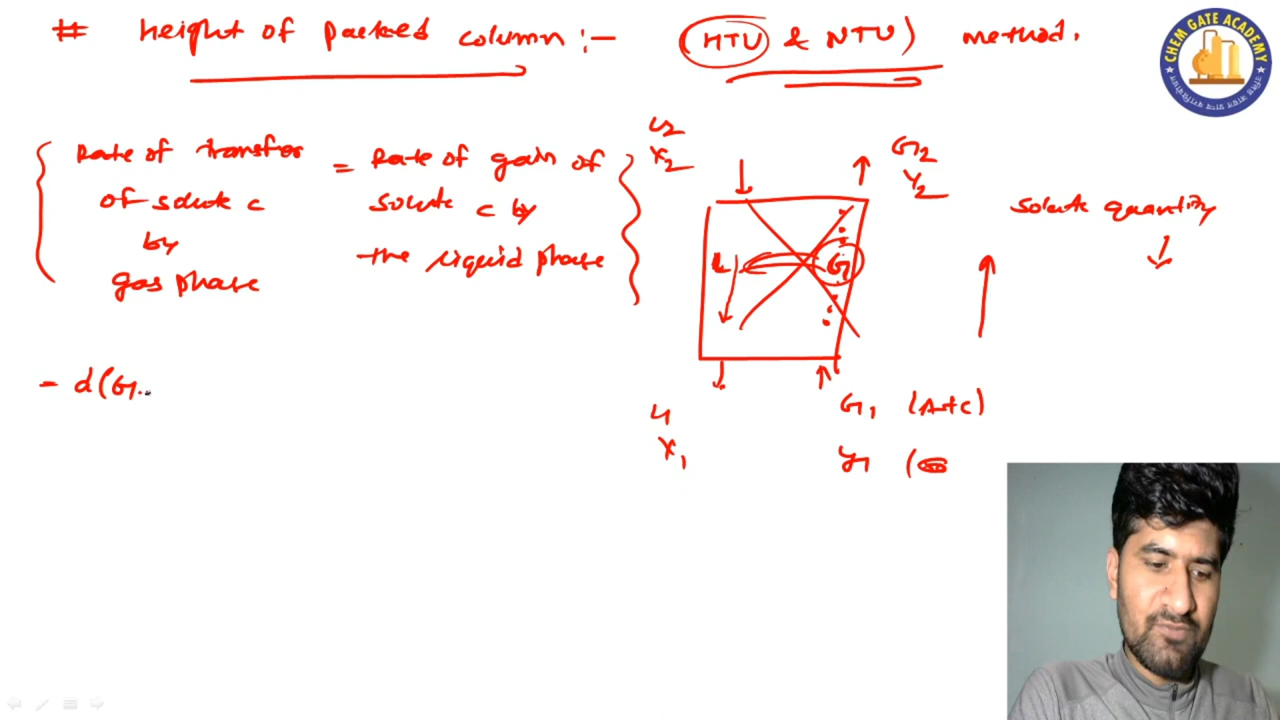 # Height of packed column :- (HTU & NTU) method.
CHEM GATE ACADEMY
Rate of transfer of solute c by gas phase = Rate of gain of solute c by the liquid phase
L2
X2
G2
Y2
L
G
solute quantity
- d(G.
L1
X1
G1 (A+c)
y1 (